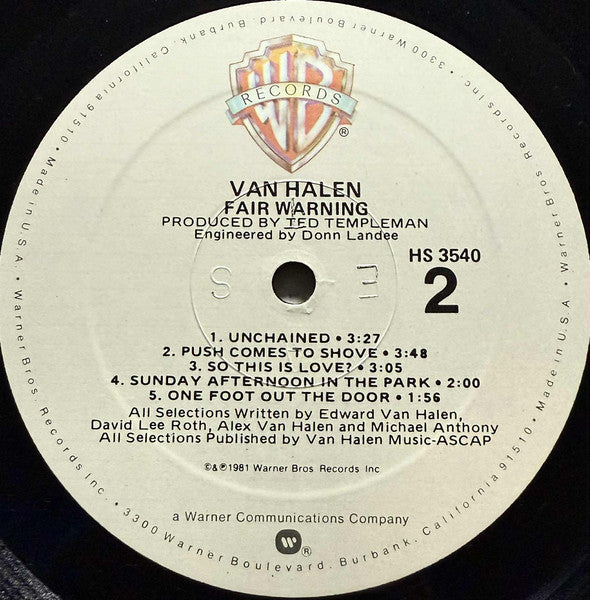 WB
RECORDS
®
VAN HALEN
FAIR WARNING
PRODUCED BY TED TEMPLEMAN
Engineered by Donn Landee
HS 3540
2
S E
1. UNCHAINED • 3:27
2. PUSH COMES TO SHOVE • 3:48
3. SO THIS IS LOVE? • 3:05
4. SUNDAY AFTERNOON IN THE PARK • 2:00
5. ONE FOOT OUT THE DOOR • 1:56
All Selections Written by Edward Van Halen,
David Lee Roth, Alex Van Halen and Michael Anthony
All Selections Published by Van Halen Music-ASCAP
©&℗1981 Warner Bros Records Inc
a Warner Communications Company
®
Warner Bros. Records Inc. • 3300 Warner Boulevard. Burbank. California 91510 • Made in U.S.A. •
Warner Bros. Records Inc. • 3300 Warner Boulevard. Burbank. California 91510 • Made in U.S.A. •